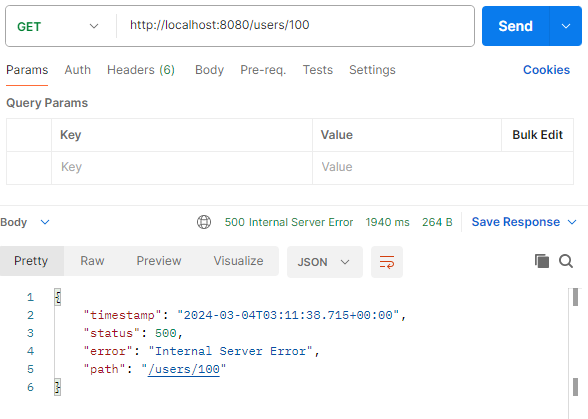 GET http://localhost:8080/users/100 Send
Params Auth Headers (6) Body Pre-req. Tests Settings Cookies
Query Params
Key Value Bulk Edit
Key Value
Body 500 Internal Server Error 1940 ms 264 B Save Response
Pretty Raw Preview Visualize JSON
1 {
2 "timestamp": "2024-03-04T03:11:38.715+00:00",
3 "status": 500,
4 "error": "Internal Server Error",
5 "path": "/users/100"
6 }